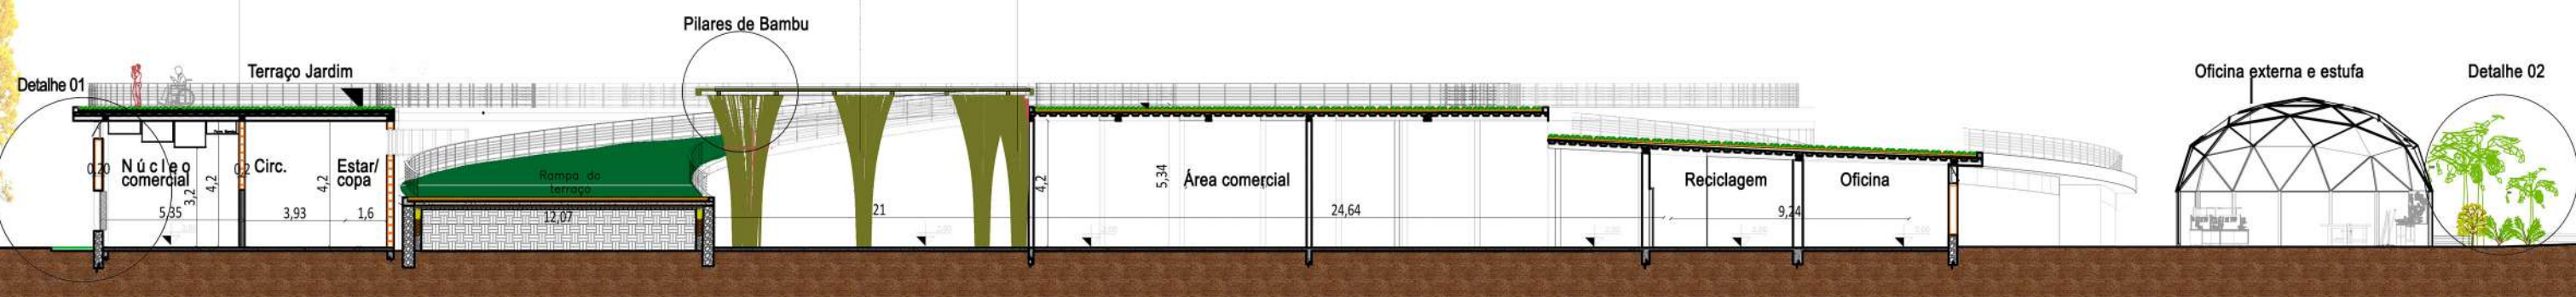 Pilares de Bambu
Detalhe 01
Terraço Jardim
Oficina externa e estufa
Detalhe 02
0,20
Núcleo
comercial
3,2
4,2
0,2
Circ.
4,2
Estar/
copa
Rampa do
terraço
4,2
5,34
Área comercial
Reciclagem
Oficina
5,35
3,93
1,6
12,07
21
24,64
9,24